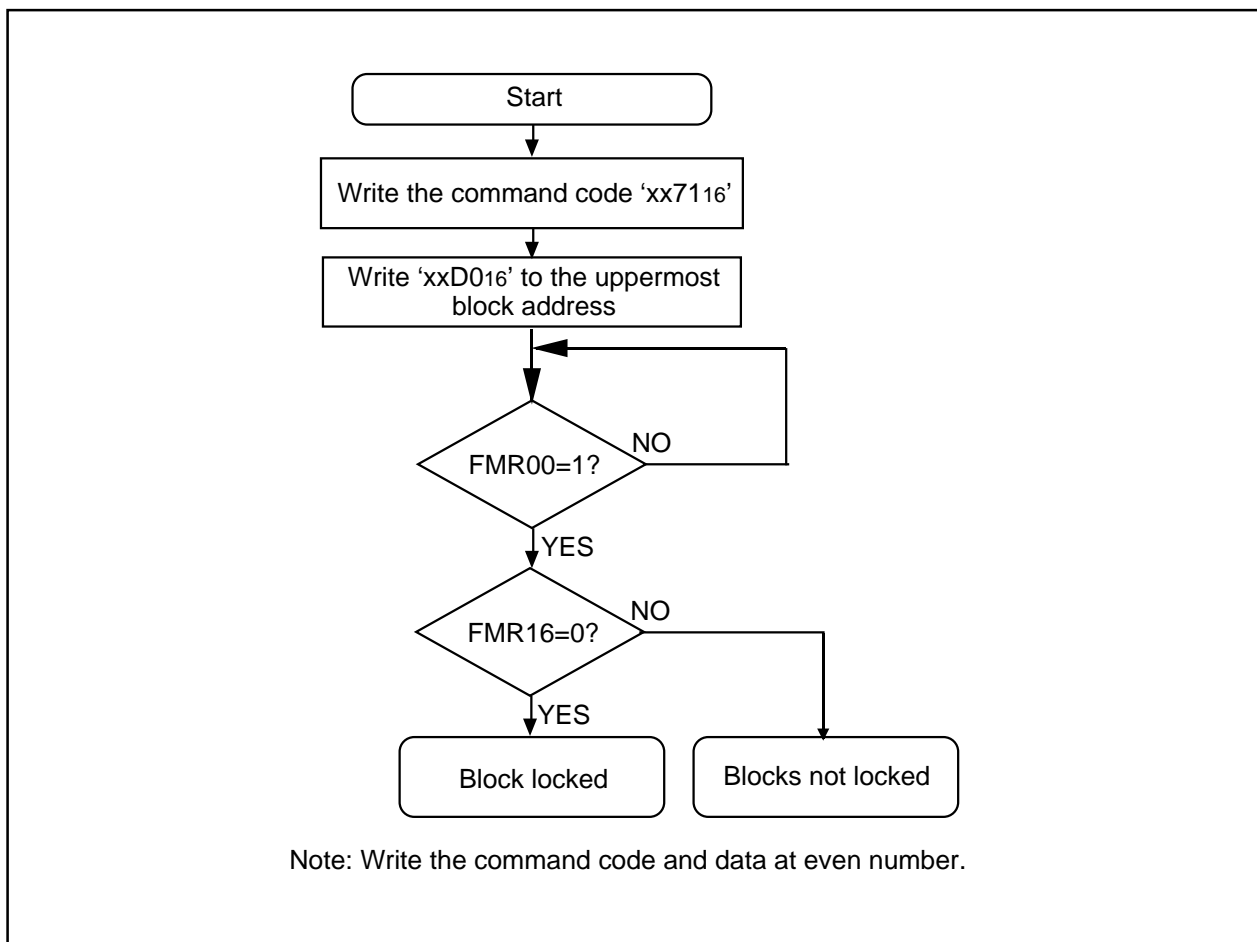 Start
Write the command code ‘xx7116’
Write ‘xxD016’ to the uppermost
block address
FMR00=1?
NO
YES
FMR16=0?
NO
YES
Block locked
Blocks not locked
Note: Write the command code and data at even number.